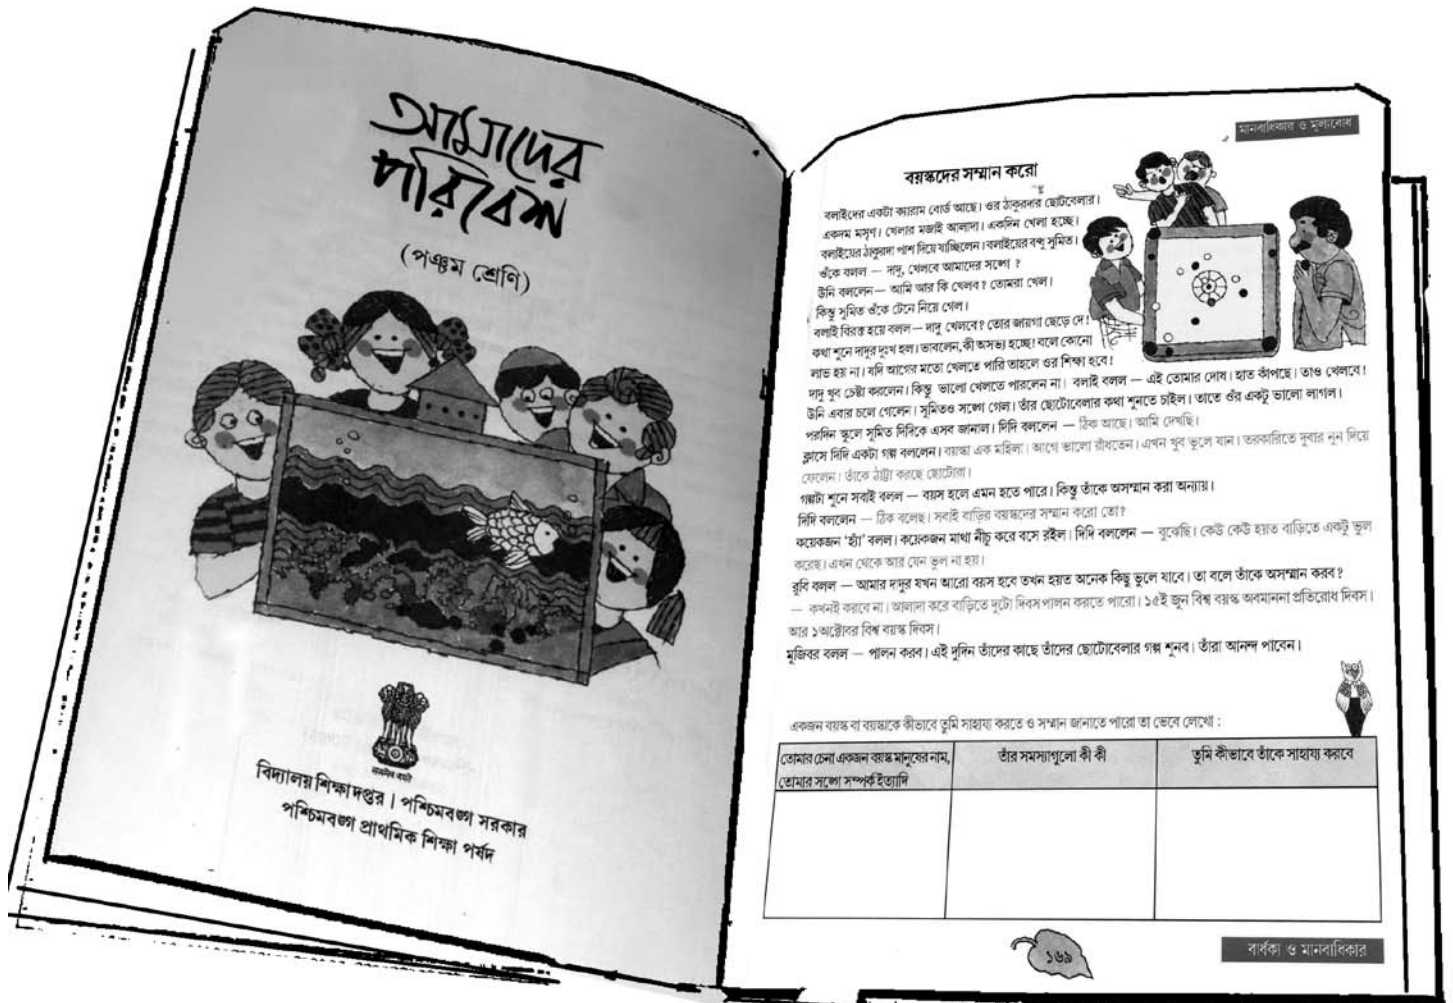 আমাদের
পরিবেশ
(পঞ্চম শ্রেণি)
বিদ্যালয় শিক্ষা দপ্তর | পশ্চিমবঙ্গ সরকার
পশ্চিমবঙ্গ প্রাথমিক শিক্ষা পর্ষদ
মানবাধিকার ও মূল্যবোধ
বয়স্কদের সম্মান করো
বলাইদের একটা ক্যারাম বোর্ড আছে। ওর ঠাকুরদার ছোটবেলার।
একদম মসৃণ। খেলার মজাই আলাদা। একদিন খেলা হচ্ছে।
বলাইয়ের ঠাকুরদা পাশ দিয়ে যাচ্ছিলেন। বলাইয়ের বন্ধু সুমিত।
ওঁকে বলল — দাদু, খেলবে আমাদের সঙ্গে ?
উনি বললেন— আমি আর কি খেলব? তোমরা খেল।
কিন্তু সুমিত ওঁকে টেনে নিয়ে গেল।
বলাই বিরক্ত হয়ে বলল — দাদু খেলবে? তোর জায়গা ছেড়ে দে!
কথা শুনে দাদুর দুঃখ হল। ভাবলেন, কী অসভ্য হচ্ছে! বলে কোনো
লাভ হয় না। যদি আগের মতো খেলতে পারি তাহলে ওর শিক্ষা হবে!
দাদু খুব চেষ্টা করলেন। কিন্তু ভালো খেলতে পারলেন না। বলাই বলল — এই তোমার দোষ। হাত কাঁপছে। তাও খেলবে!
উনি এবার চলে গেলেন। সুমিতও সঙ্গে গেল। তাঁর ছোটোবেলার কথা শুনতে চাইল। তাতে ওঁর একটু ভালো লাগল।
পরদিন স্কুলে সুমিত দিদিকে এসব জানাল। দিদি বললেন — ঠিক আছে। আমি দেখছি।
ক্লাসে দিদি একটা গল্প বললেন। বয়স্কা এক মহিলা। আগে ভালো রাঁধতেন। এখন খুব ভুলে যান। তরকারিতে দুবার নুন দিয়ে
ফেলেন। তাঁকে ঠাট্টা করছে ছোটোরা।
গল্পটা শুনে সবাই বলল — বয়স হলে এমন হতে পারে। কিন্তু তাঁকে অসম্মান করা অন্যায়।
দিদি বললেন — ঠিক বলেছ। সবাই বাড়ির বয়স্কদের সম্মান করো তো?
কয়েকজন ‘হ্যাঁ’ বলল। কয়েকজন মাথা নীচু করে বসে রইল। দিদি বললেন — বুঝেছি। কেউ কেউ হয়ত বাড়িতে একটু ভুল
করেছ। এখন থেকে আর যেন ভুল না হয়।
রুবি বলল — আমার দাদুর যখন আরো বয়স হবে তখন হয়ত অনেক কিছু ভুলে যাবে। তা বলে তাঁকে অসম্মান করব?
— কখনই করবে না। আলাদা করে বাড়িতে দুটো দিবস পালন করতে পারো। ১৫ই জুন বিশ্ব বয়স্ক অবমাননা প্রতিরোধ দিবস।
আর ১অক্টোবর বিশ্ব বয়স্ক দিবস।
মুজিবর বলল — পালন করব। এই দুদিন তাঁদের কাছে তাঁদের ছোটোবেলার গল্প শুনব। তাঁরা আনন্দ পাবেন।
একজন বয়স্ক বা বয়স্কাকে কীভাবে তুমি সাহায্য করতে ও সম্মান জানাতে পারো তা ভেবে লেখো :
তোমার চেনা একজন বয়স্ক মানুষের নাম,
তোমার সঙ্গে সম্পর্ক ইত্যাদি
তাঁর সমস্যাগুলো কী কী
তুমি কীভাবে তাঁকে সাহায্য করবে
১৬৯
বার্ধক্য ও মানবাধিকার